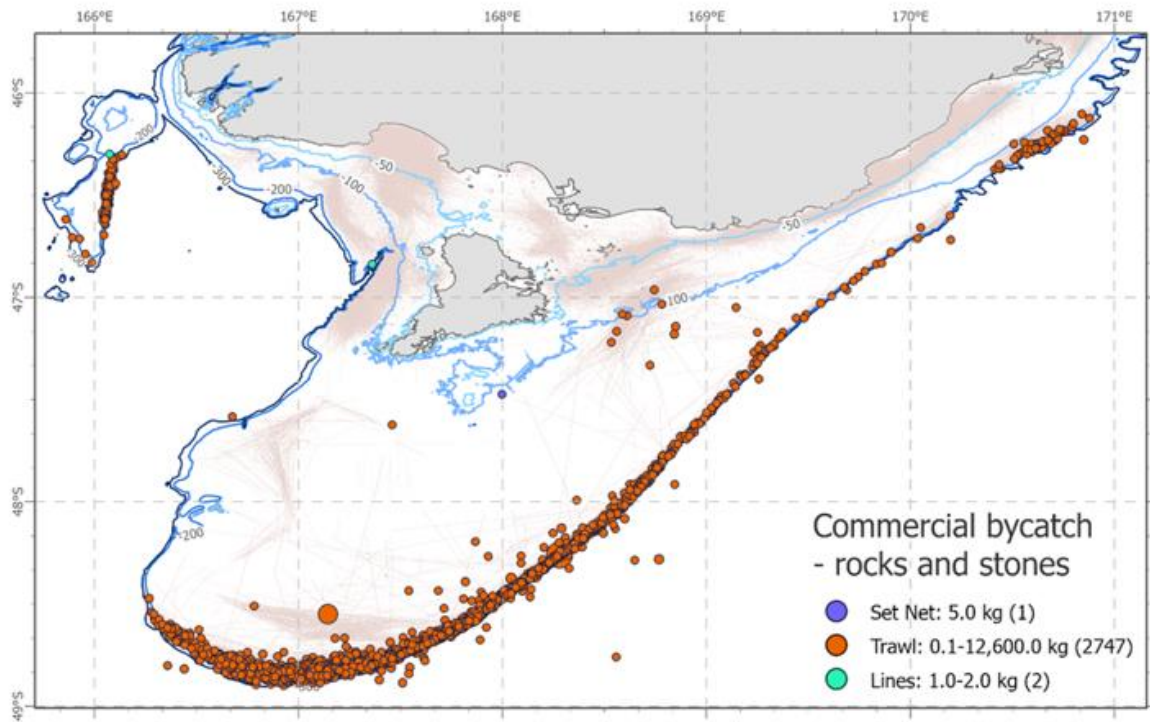 166°E 167°E 168°E 169°E 170°E 171°E
46°S
-200
-50
-300
-200
-100
-50
47°S
100
48°S
-200
Commercial bycatch
- rocks and stones
Set Net: 5.0 kg (1)
Trawl: 0.1-12,600.0 kg (2747)
Lines: 1.0-2.0 kg (2)
49°S